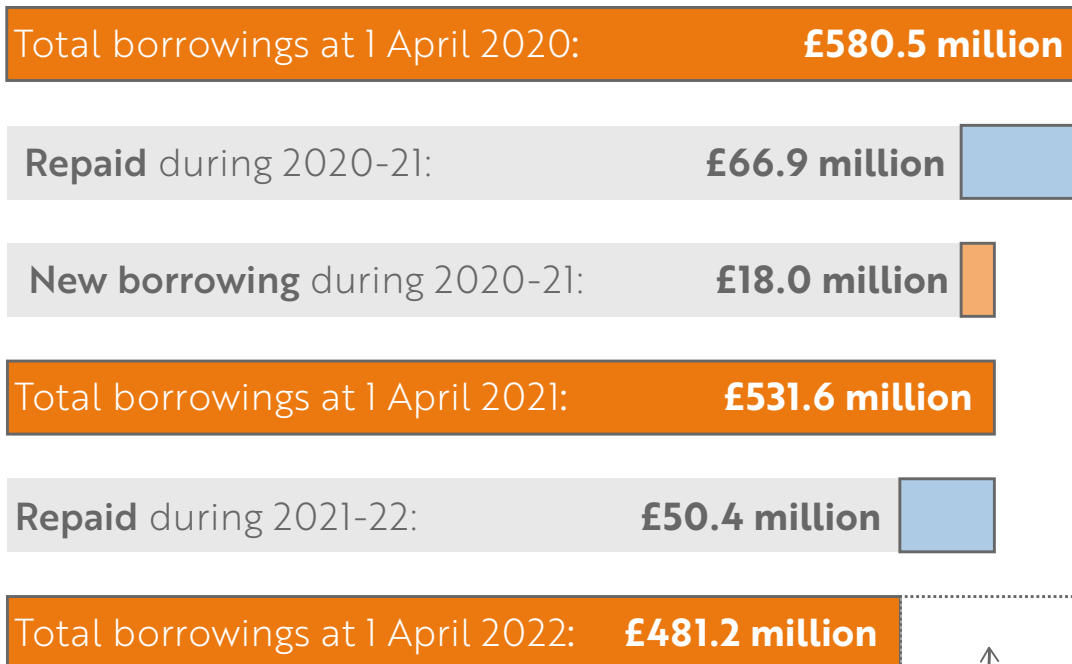 Total borrowings at 1 April 2020: £580.5 million
Repaid during 2020-21: £66.9 million
New borrowing during 2020-21: £18.0 million
Total borrowings at 1 April 2021: £531.6 million
Repaid during 2021-22: £50.4 million
Total borrowings at 1 April 2022: £481.2 million